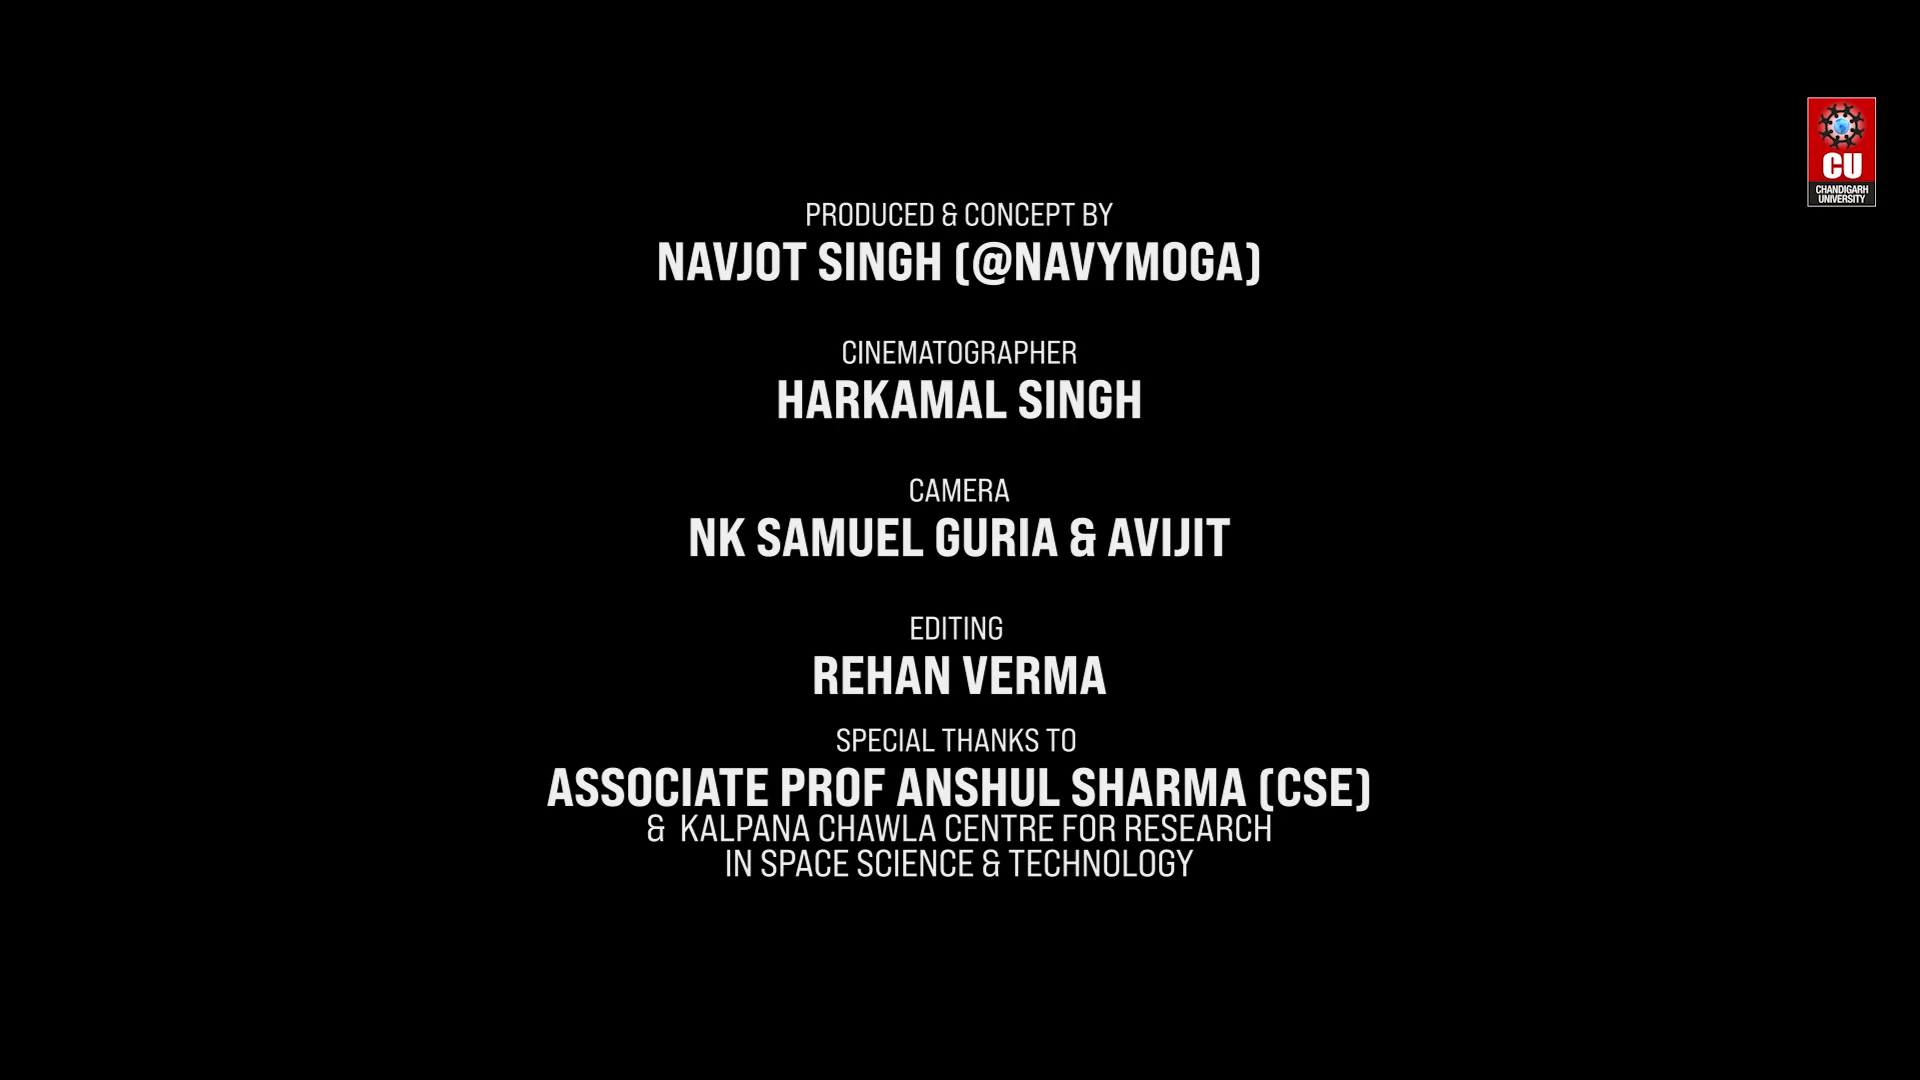 PRODUCED & CONCEPT BY
NAVJOT SINGH (@NAVYMOGA)
CINEMATOGRAPHER
HARKAMAL SINGH
CAMERA
NK SAMUEL GURIA & AVIJIT
EDITING
REHAN VERMA
SPECIAL THANKS TO
ASSOCIATE PROF ANSHUL SHARMA (CSE)
& KALPANA CHAWLA CENTRE FOR RESEARCH
IN SPACE SCIENCE & TECHNOLOGY
CU
CHANDIGARH
UNIVERSITY